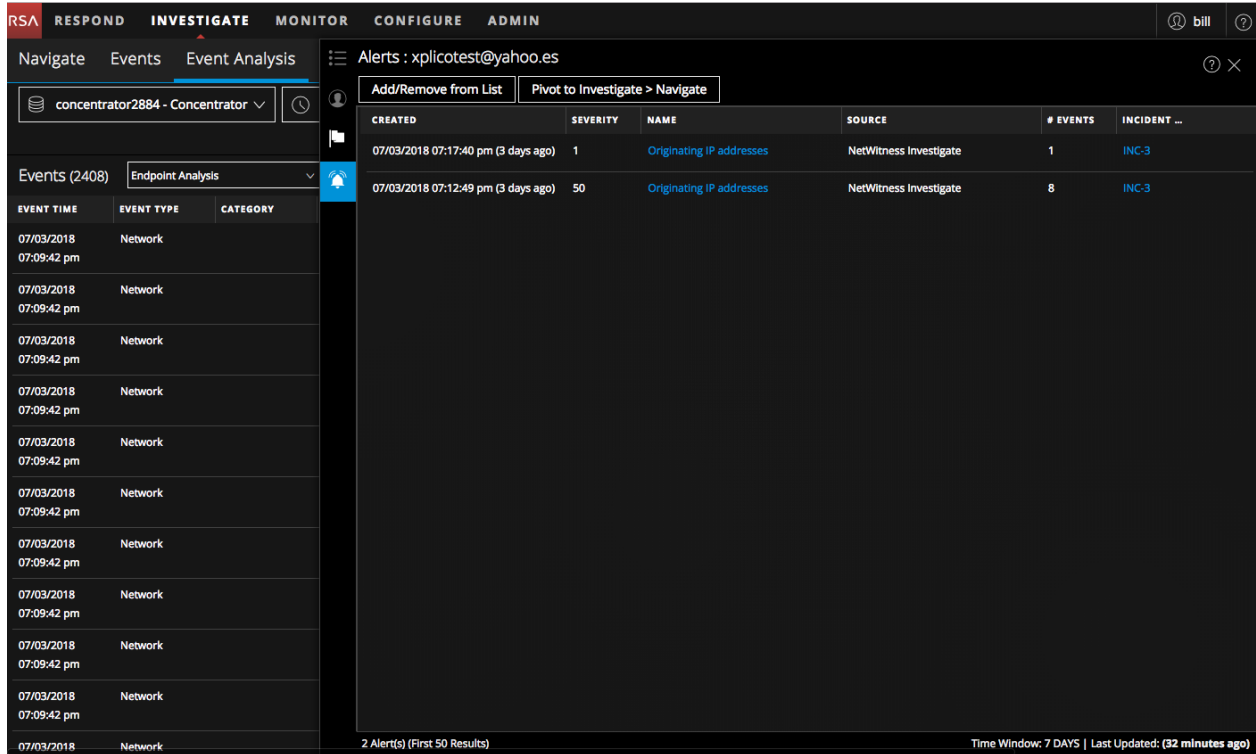 RSA RESPOND INVESTIGATE MONITOR CONFIGURE ADMIN bill ?
Navigate Events Event Analysis
concentrator2884 - Concentrator
Events (2408) Endpoint Analysis
EVENT TIME EVENT TYPE CATEGORY
07/03/2018 Network
07:09:42 pm
07/03/2018 Network
07:09:42 pm
07/03/2018 Network
07:09:42 pm
07/03/2018 Network
07:09:42 pm
07/03/2018 Network
07:09:42 pm
07/03/2018 Network
07:09:42 pm
07/03/2018 Network
07:09:42 pm
07/03/2018 Network
07:09:42 pm
07/03/2018 Network
07:09:42 pm
07/03/2018 Network
07:09:42 pm
07/03/2018 Network
Alerts : xplicotest@yahoo.es ?
Add/Remove from List Pivot to Investigate > Navigate
CREATED SEVERITY NAME SOURCE # EVENTS INCIDENT ...
07/03/2018 07:17:40 pm (3 days ago) 1 Originating IP addresses NetWitness Investigate 1 INC-3
07/03/2018 07:12:49 pm (3 days ago) 50 Originating IP addresses NetWitness Investigate 8 INC-3
2 Alert(s) (First 50 Results) Time Window: 7 DAYS | Last Updated: (32 minutes ago)